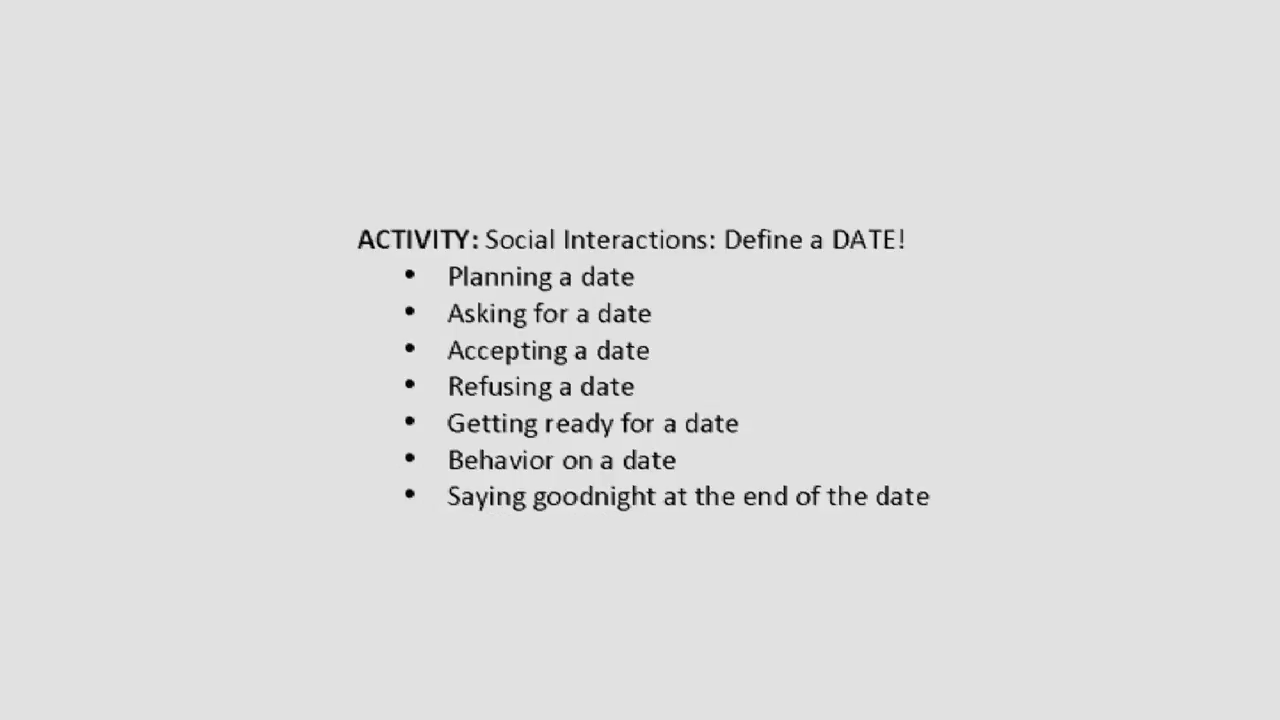 ACTIVITY: Social Interactions: Define a DATE!
• Planning a date
• Asking for a date
• Accepting a date
• Refusing a date
• Getting ready for a date
• Behavior on a date
• Saying goodnight at the end of the date